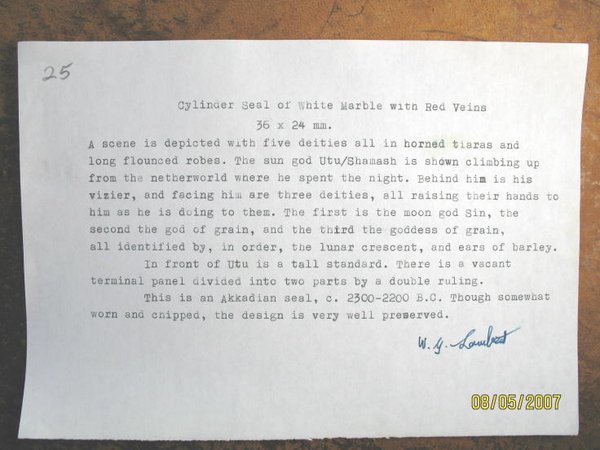 25
Cylinder Seal of White Marble with Red Veins
36 x 24 mm.
A scene is depicted with five deities all in horned tiaras and
long flounced robes. The sun god Utu/Shamash is shown climbing up
from the netherworld where he spent the night. Behind him is his
vizier, and facing him are three deities, all raising their hands to
him as he is doing to them. The first is the moon god Sin, the
second the god of grain, and the third the goddess of grain,
all identified by, in order, the lunar crescent, and ears of barley.
In front of Utu is a tall standard. There is a vacant
terminal panel divided into two parts by a double ruling.
This is an Akkadian seal, c. 2300-2200 B.C. Though somewhat
worn and chipped, the design is very well preserved.
W. G. Lambert
08/05/2007